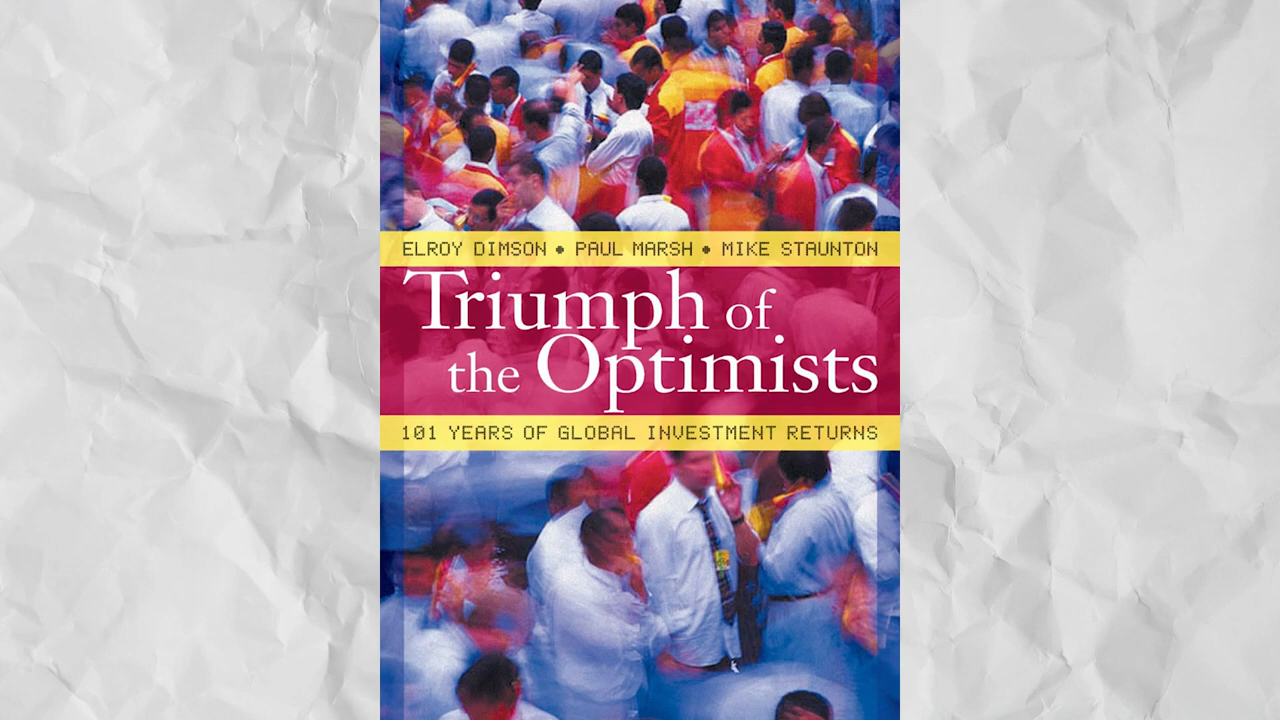 ELROY DIMSON • PAUL MARSH • MIKE STAUNTON
Triumph of
the Optimists
101 YEARS OF GLOBAL INVESTMENT RETURNS